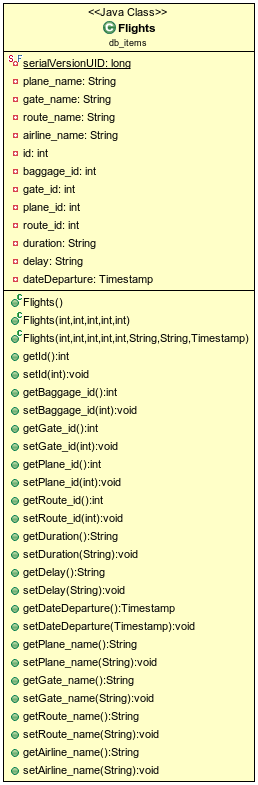 <<Java Class>>
Flights
db_items
serialVersionUID: long
plane_name: String
gate_name: String
route_name: String
airline_name: String
id: int
baggage_id: int
gate_id: int
plane_id: int
route_id: int
duration: String
delay: String
dateDeparture: Timestamp
Flights()
Flights(int,int,int,int,int)
Flights(int,int,int,int,int,String,String,Timestamp)
getId():int
setId(int):void
getBaggage_id():int
setBaggage_id(int):void
getGate_id():int
setGate_id(int):void
getPlane_id():int
setPlane_id(int):void
getRoute_id():int
setRoute_id(int):void
getDuration():String
setDuration(String):void
getDelay():String
setDelay(String):void
getDateDeparture():Timestamp
setDateDeparture(Timestamp):void
getPlane_name():String
setPlane_name(String):void
getGate_name():String
setGate_name(String):void
getRoute_name():String
setRoute_name(String):void
getAirline_name():String
setAirline_name(String):void